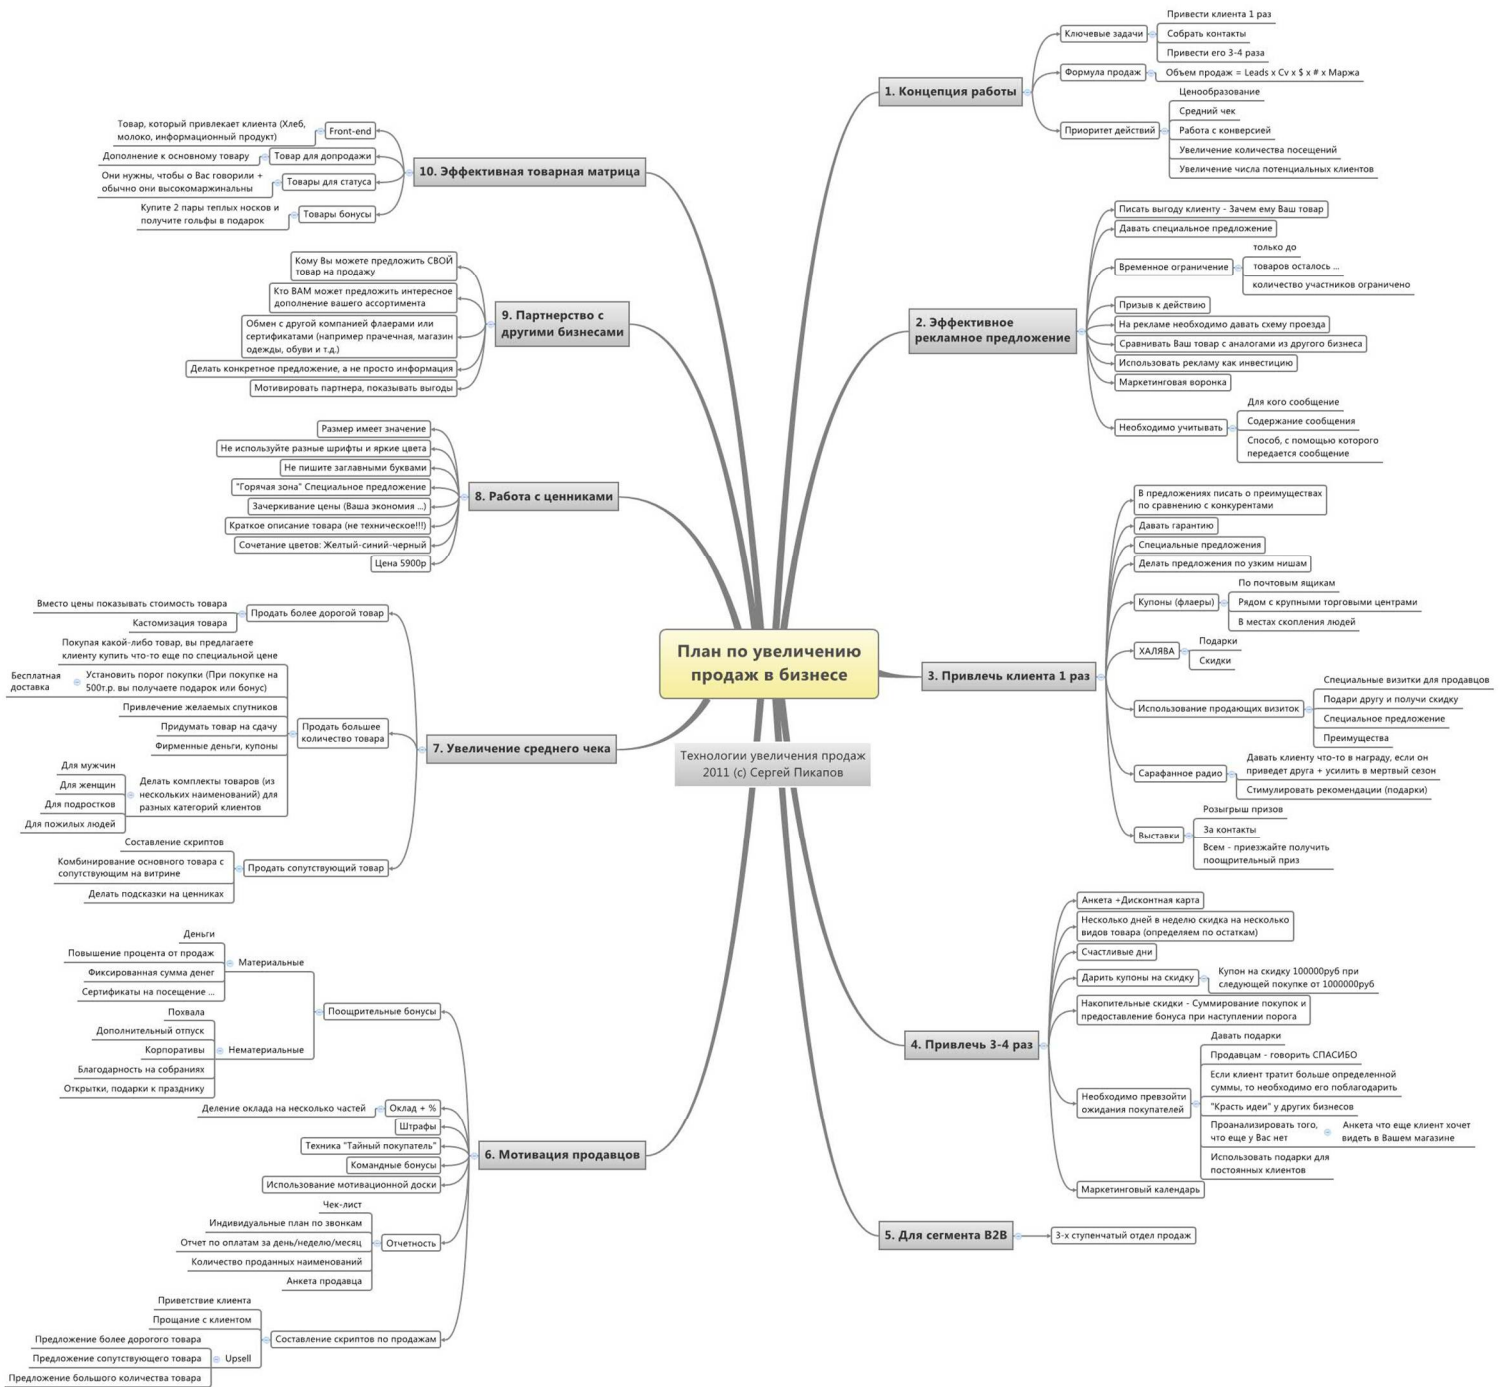 План по увеличению
продаж в бизнесе
Технологии увеличения продаж
2011 (с) Сергей Пикапов
1. Концепция работы
Ключевые задачи
Привести клиента 1 раз
Собрать контакты
Привести его 3-4 раза
Формула продаж
Объем продаж = Leads x Cv x $ x # x Маржа
Приоритет действий
Ценообразование
Средний чек
Работа с конверсией
Увеличение количества посещений
Увеличение числа потенциальных клиентов
2. Эффективное
рекламное предложение
Писать выгоду клиенту - Зачем ему Ваш товар
Давать специальное предложение
Временное ограничение
только до
товаров осталось ...
количество участников ограничено
Призыв к действию
На рекламе необходимо давать схему проезда
Сравнивать Ваш товар с аналогами из другого бизнеса
Использовать рекламу как инвестицию
Маркетинговая воронка
Необходимо учитывать
Для кого сообщение
Содержание сообщения
Способ, с помощью которого
передается сообщение
3. Привлечь клиента 1 раз
В предложениях писать о преимуществах
по сравнению с конкурентами
Давать гарантию
Специальные предложения
Делать предложения по узким нишам
Купоны (флаеры)
По почтовым ящикам
Рядом с крупными торговыми центрами
В местах скопления людей
ХАЛЯВА
Подарки
Скидки
Использование продающих визиток
Специальные визитки для продавцов
Подари другу и получи скидку
Специальное предложение
Преимущества
Сарафанное радио
Давать клиенту что-то в награду, если он
приведет друга + усилить в мертвый сезон
Стимулировать рекомендации (подарки)
Выставки
Розыгрыш призов
За контакты
Всем - приезжайте получить
поощрительный приз
4. Привлечь 3-4 раз
Анкета +Дисконтная карта
Несколько дней в неделю скидка на несколько
видов товара (определяем по остаткам)
Счастливые дни
Дарить купоны на скидку
Купон на скидку 100000руб при
следующей покупке от 1000000руб
Накопительные скидки - Суммирование покупок и
предоставление бонуса при наступлении порога
Необходимо превзойти
ожидания покупателей
Давать подарки
Продавцам - говорить СПАСИБО
Если клиент тратит больше определенной
суммы, то необходимо его поблагодарить
"Красть идеи" у других бизнесов
Проанализировать того,
что еще у Вас нет
Анкета что еще клиент хочет
видеть в Вашем магазине
Использовать подарки для
постоянных клиентов
Маркетинговый календарь
5. Для сегмента B2B
3-х ступенчатый отдел продаж
6. Мотивация продавцов
Поощрительные бонусы
Материальные
Деньги
Повышение процента от продаж
Фиксированная сумма денег
Сертификаты на посещение ...
Нематериальные
Похвала
Дополнительный отпуск
Корпоративы
Благодарность на собраниях
Открытки, подарки к празднику
Оклад + %
Деление оклада на несколько частей
Штрафы
Техника "Тайный покупатель"
Командные бонусы
Использование мотивационной доски
Отчетность
Чек-лист
Индивидуальные план по звонкам
Отчет по оплатам за день/неделю/месяц
Количество проданных наименований
Анкета продавца
Составление скриптов по продажам
Приветствие клиента
Прощание с клиентом
Upsell
Предложение более дорогого товара
Предложение сопутствующего товара
Предложение большого количества товара
7. Увеличение среднего чека
Продать более дорогой товар
Вместо цены показывать стоимость товара
Кастомизация товара
Продать большее
количество товара
Покупая какой-либо товар, вы предлагаете
клиенту купить что-то еще по специальной цене
Установить порог покупки (При покупке на
500т.р. вы получаете подарок или бонус)
Бесплатная
доставка
Привлечение желаемых спутников
Придумать товар на сдачу
Фирменные деньги, купоны
Делать комплекты товаров (из
нескольких наименований) для
разных категорий клиентов
Для мужчин
Для женщин
Для подростков
Для пожилых людей
Продать сопутствующий товар
Составление скриптов
Комбинирование основного товара с
сопутствующим на витрине
Делать подсказки на ценниках
8. Работа с ценниками
Размер имеет значение
Не используйте разные шрифты и яркие цвета
Не пишите заглавными буквами
"Горячая зона" Специальное предложение
Зачеркивание цены (Ваша экономия ...)
Краткое описание товара (не техническое!!!)
Сочетание цветов: Желтый-синий-черный
Цена 5900р
9. Партнерство с
другими бизнесами
Кому Вы можете предложить СВОЙ
товар на продажу
Кто ВАМ может предложить интересное
дополнение вашего ассортимента
Обмен с другой компанией флаерами или
сертификатами (например прачечная, магазин
одежды, обуви и т.д.)
Делать конкретное предложение, а не просто информация
Мотивировать партнера, показывать выгоды
10. Эффективная товарная матрица
Front-end
Товар, который привлекает клиента (Хлеб,
молоко, информационный продукт)
Товар для допродажи
Дополнение к основному товару
Товары для статуса
Они нужны, чтобы о Вас говорили +
обычно они высокомаржинальны
Товары бонусы
Купите 2 пары теплых носков и
получите гольфы в подарок